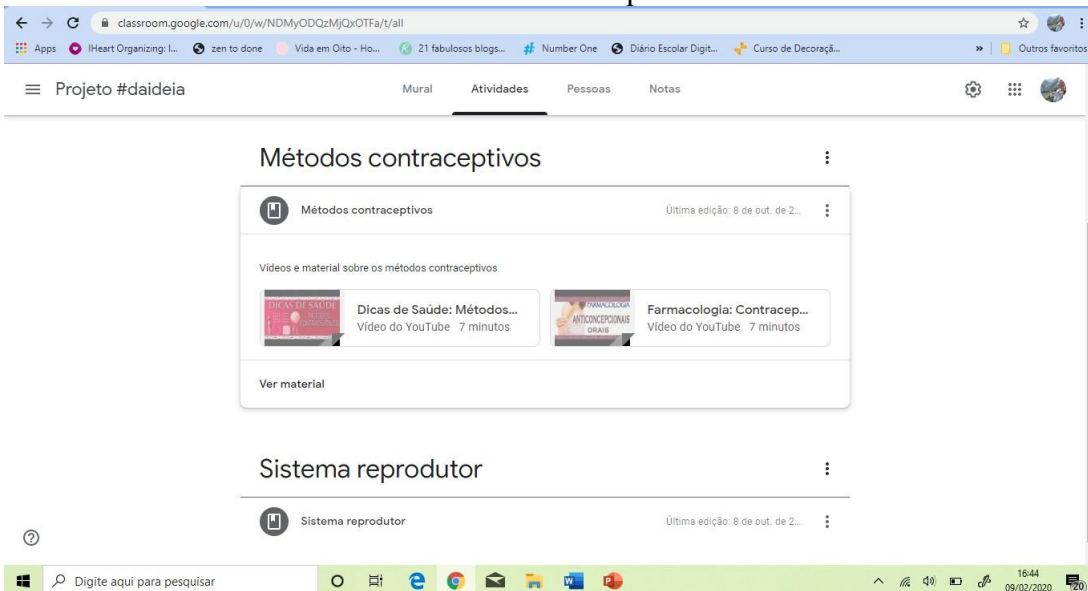 classroom.google.com/u/0/w/NDMyODQzMjQxOTFa/t/all
Apps IHeart Organizing: I... zen to done Vida em Oito - Ho... 21 fabulosos blogs... Number One Diário Escolar Digit... Curso de Decoraçã... » Outros favoritos
Projeto #daideia Mural Atividades Pessoas Notas
Métodos contraceptivos
Métodos contraceptivos Última edição: 8 de out. de 2...
Vídeos e material sobre os métodos contraceptivos
DICAS DE SAÚDE
Dicas de Saúde: Métodos...
Vídeo do YouTube 7 minutos
FARMACOLOGIA
ANTICONCEPCIONAIS
ORAIS
Farmacologia: Contracep...
Vídeo do YouTube 7 minutos
Ver material
Sistema reprodutor
Sistema reprodutor Última edição: 8 de out. de 2...
Digite aqui para pesquisar
16:44
09/02/2020
20